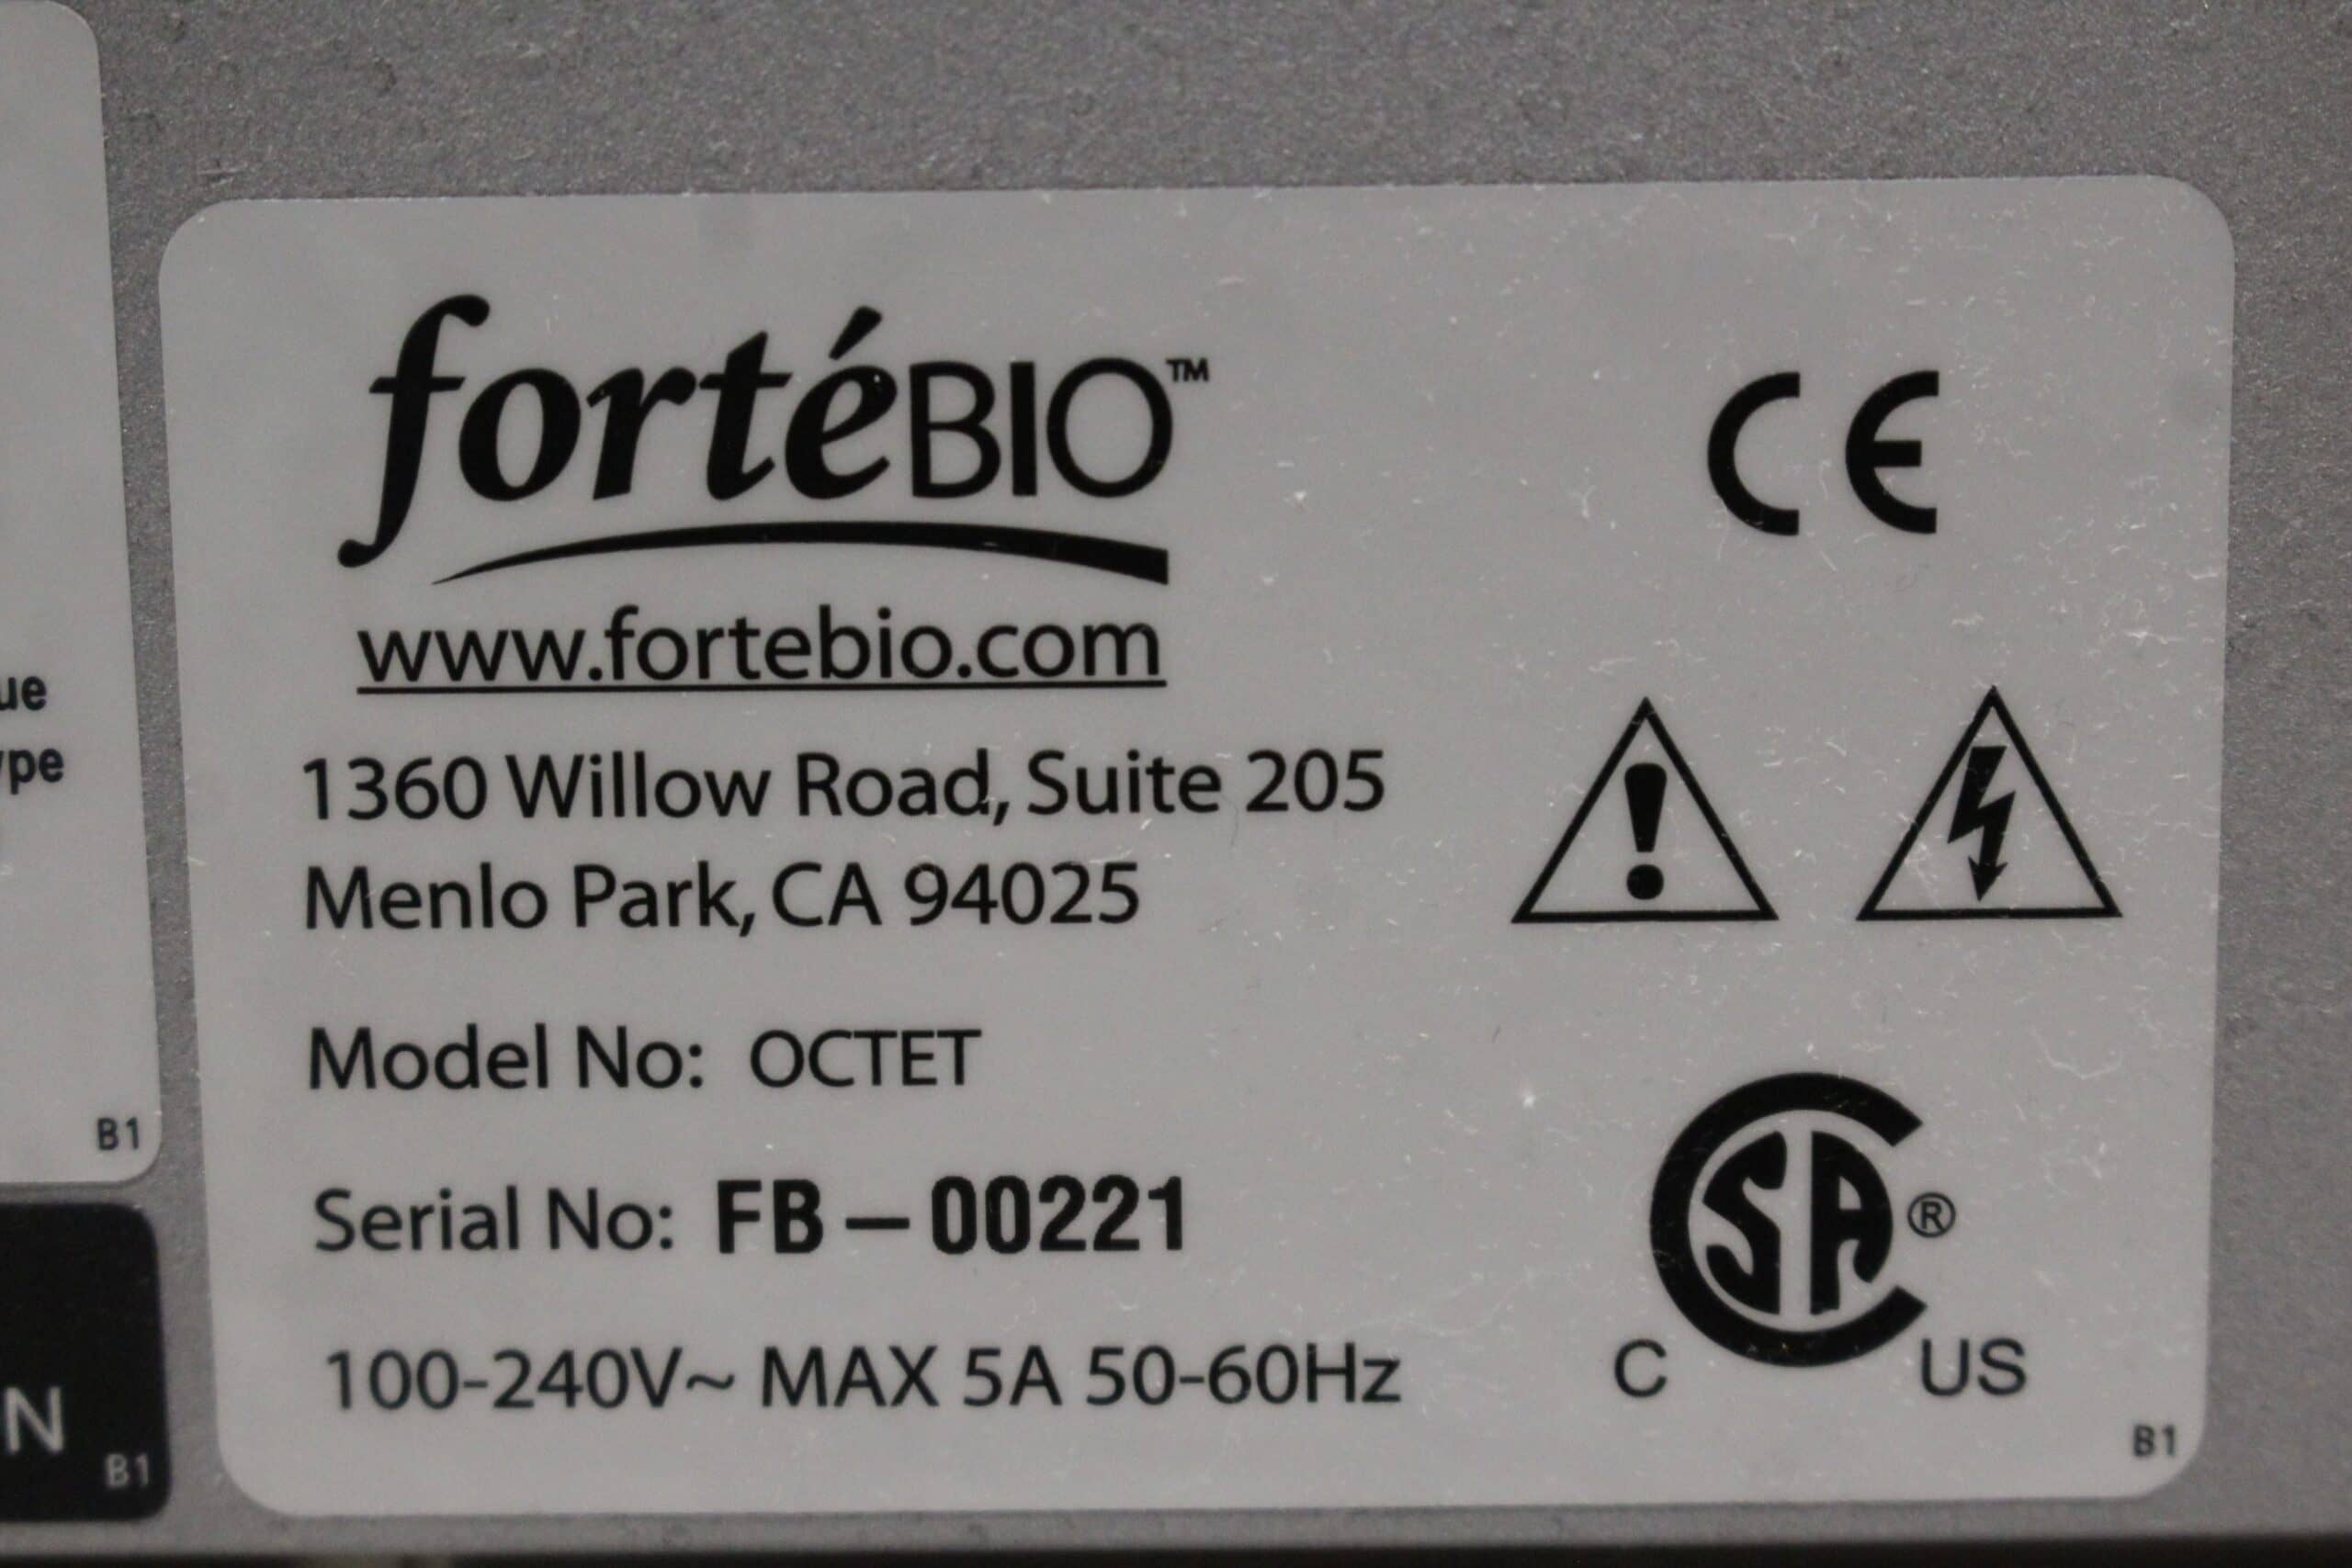 fortéBIO™
www.fortebio.com
1360 Willow Road, Suite 205
Menlo Park, CA 94025
Model No: OCTET
Serial No: FB – 00221
100-240V~ MAX 5A 50-60Hz
CE
CSA®
C US
B1
ue
ype
B1
N
B1